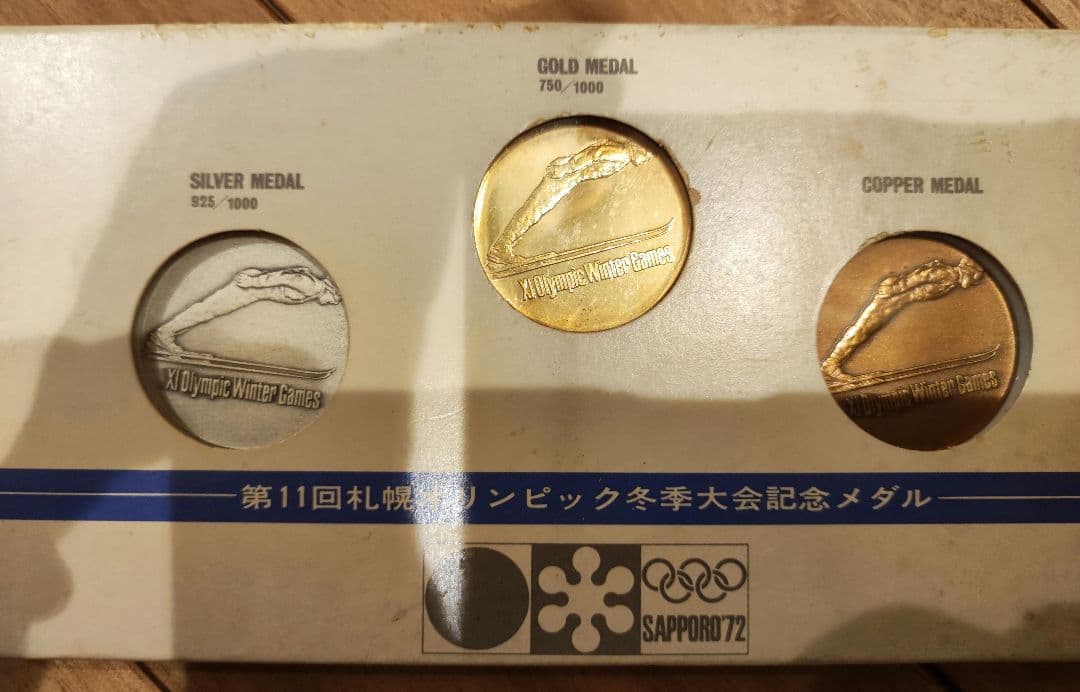 GOLD MEDAL
750/1000
SILVER MEDAL
925/1000
COPPER MEDAL
XI Olympic Winter Games
XI Olympic Winter Games
XI Olympic Winter Games
第11回札幌オリンピック冬季大会記念メダル
SAPPORO'72